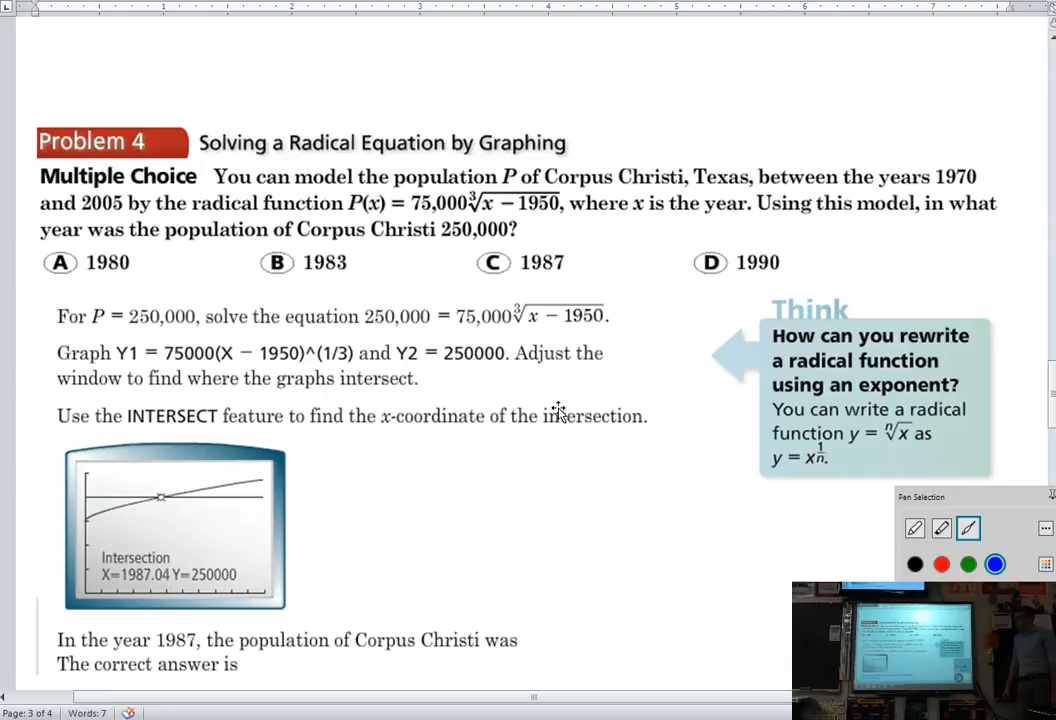 1 2 3 4 5 6 7
Problem 4 Solving a Radical Equation by Graphing
Multiple Choice You can model the population P of Corpus Christi, Texas, between the years 1970
and 2005 by the radical function P(x) = 75,000∛(x − 1950), where x is the year. Using this model, in what
year was the population of Corpus Christi 250,000?
A 1980 B 1983 C 1987 D 1990
For P = 250,000, solve the equation 250,000 = 75,000∛(x − 1950).
Graph Y1 = 75000(X − 1950)^(1/3) and Y2 = 250000. Adjust the
window to find where the graphs intersect.
Use the INTERSECT feature to find the x-coordinate of the intersection.
Intersection
X=1987.04 Y=250000
In the year 1987, the population of Corpus Christi was
The correct answer is
Think
How can you rewrite
a radical function
using an exponent?
You can write a radical
function y = ⁿ√x as
y = x^(1/n).
Pen Selection
Page: 3 of 4 Words: 7